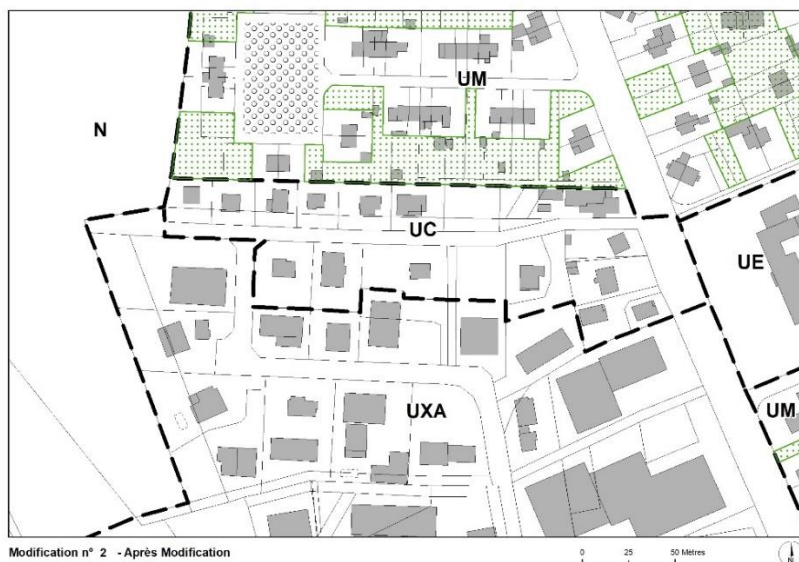 UM
N
UC
UE
UXA
UM
Modification n° 2 - Après Modification
0 25 50 Mètres
N